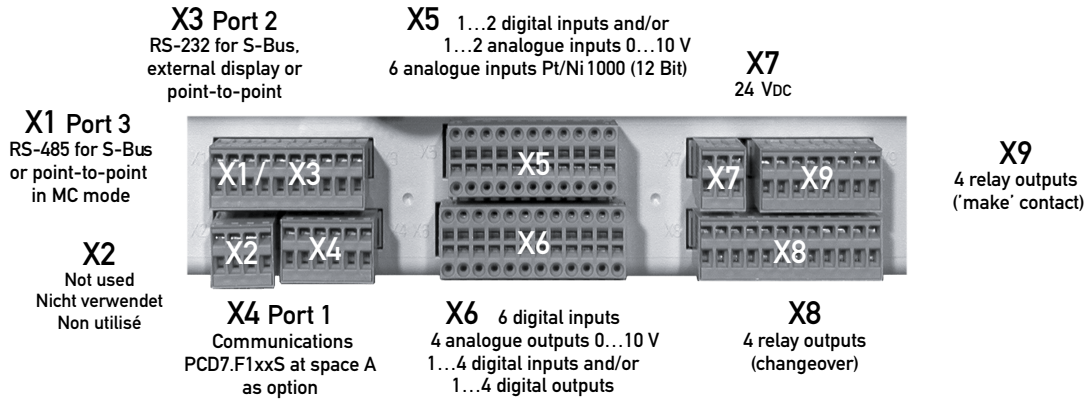 X3 Port 2
RS-232 for S-Bus,
external display or
point-to-point
X5 1…2 digital inputs and/or
1…2 analogue inputs 0…10 V
6 analogue inputs Pt/Ni 1000 (12 Bit)
X7
24 VDC
X1 Port 3
RS-485 for S-Bus
or point-to-point
in MC mode
X1/ X3
X5
X7
X9
X9
4 relay outputs
('make' contact)
X2
X4
X6
X8
X2
Not used
Nicht verwendet
Non utilisé
X4 Port 1
Communications
PCD7.F1xxS at space A
as option
X6 6 digital inputs
4 analogue outputs 0…10 V
1…4 digital inputs and/or
1…4 digital outputs
X8
4 relay outputs
(changeover)